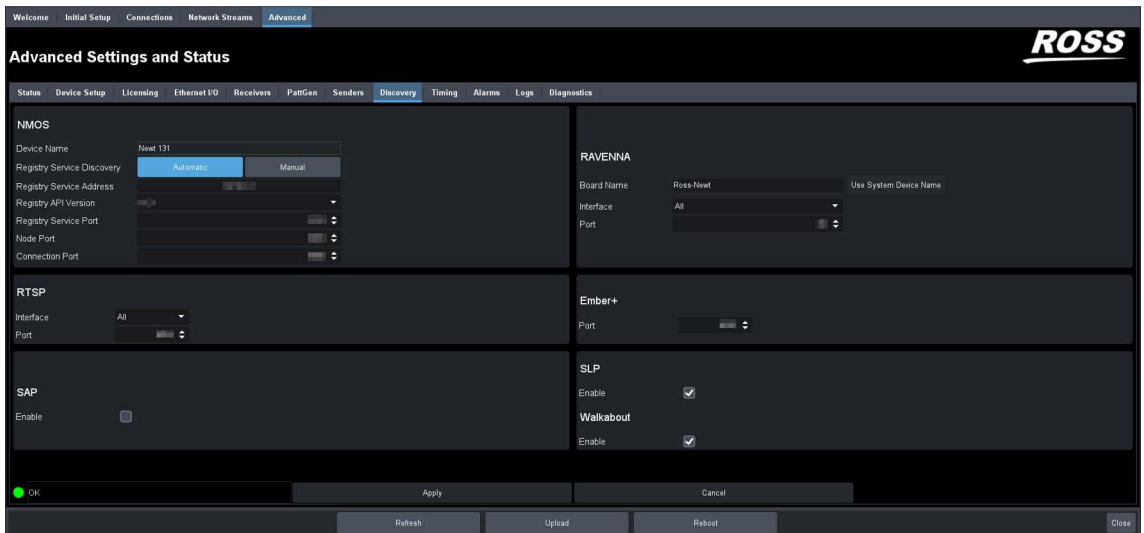 Welcome Initial Setup Connections Network Streams Advanced
ROSS
Advanced Settings and Status
Status Device Setup Licensing Ethernet I/O Receivers PattGen Senders Discovery Timing Alarms Logs Diagnostics
NMOS
Device Name Newt 131
Registry Service Discovery Automatic Manual
Registry Service Address
Registry API Version
Registry Service Port
Node Port
Connection Port
RAVENNA
Board Name Ross-Newt Use System Device Name
Interface All
Port
RTSP
Interface All
Port
Ember+
Port
SAP
Enable
SLP
Enable
Walkabout
Enable
OK Apply Cancel
Refresh Upload Reboot Close